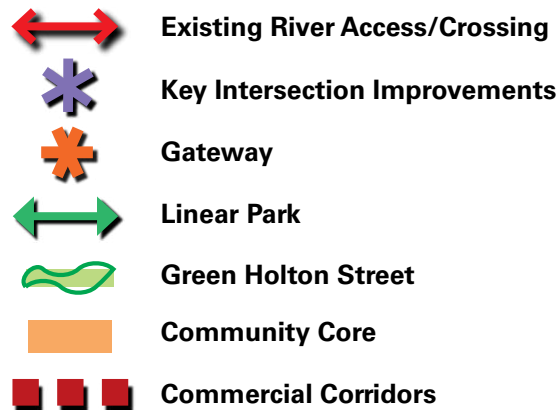 Existing River Access/Crossing
Key Intersection Improvements
Gateway
Linear Park
Green Holton Street
Community Core
Commercial Corridors